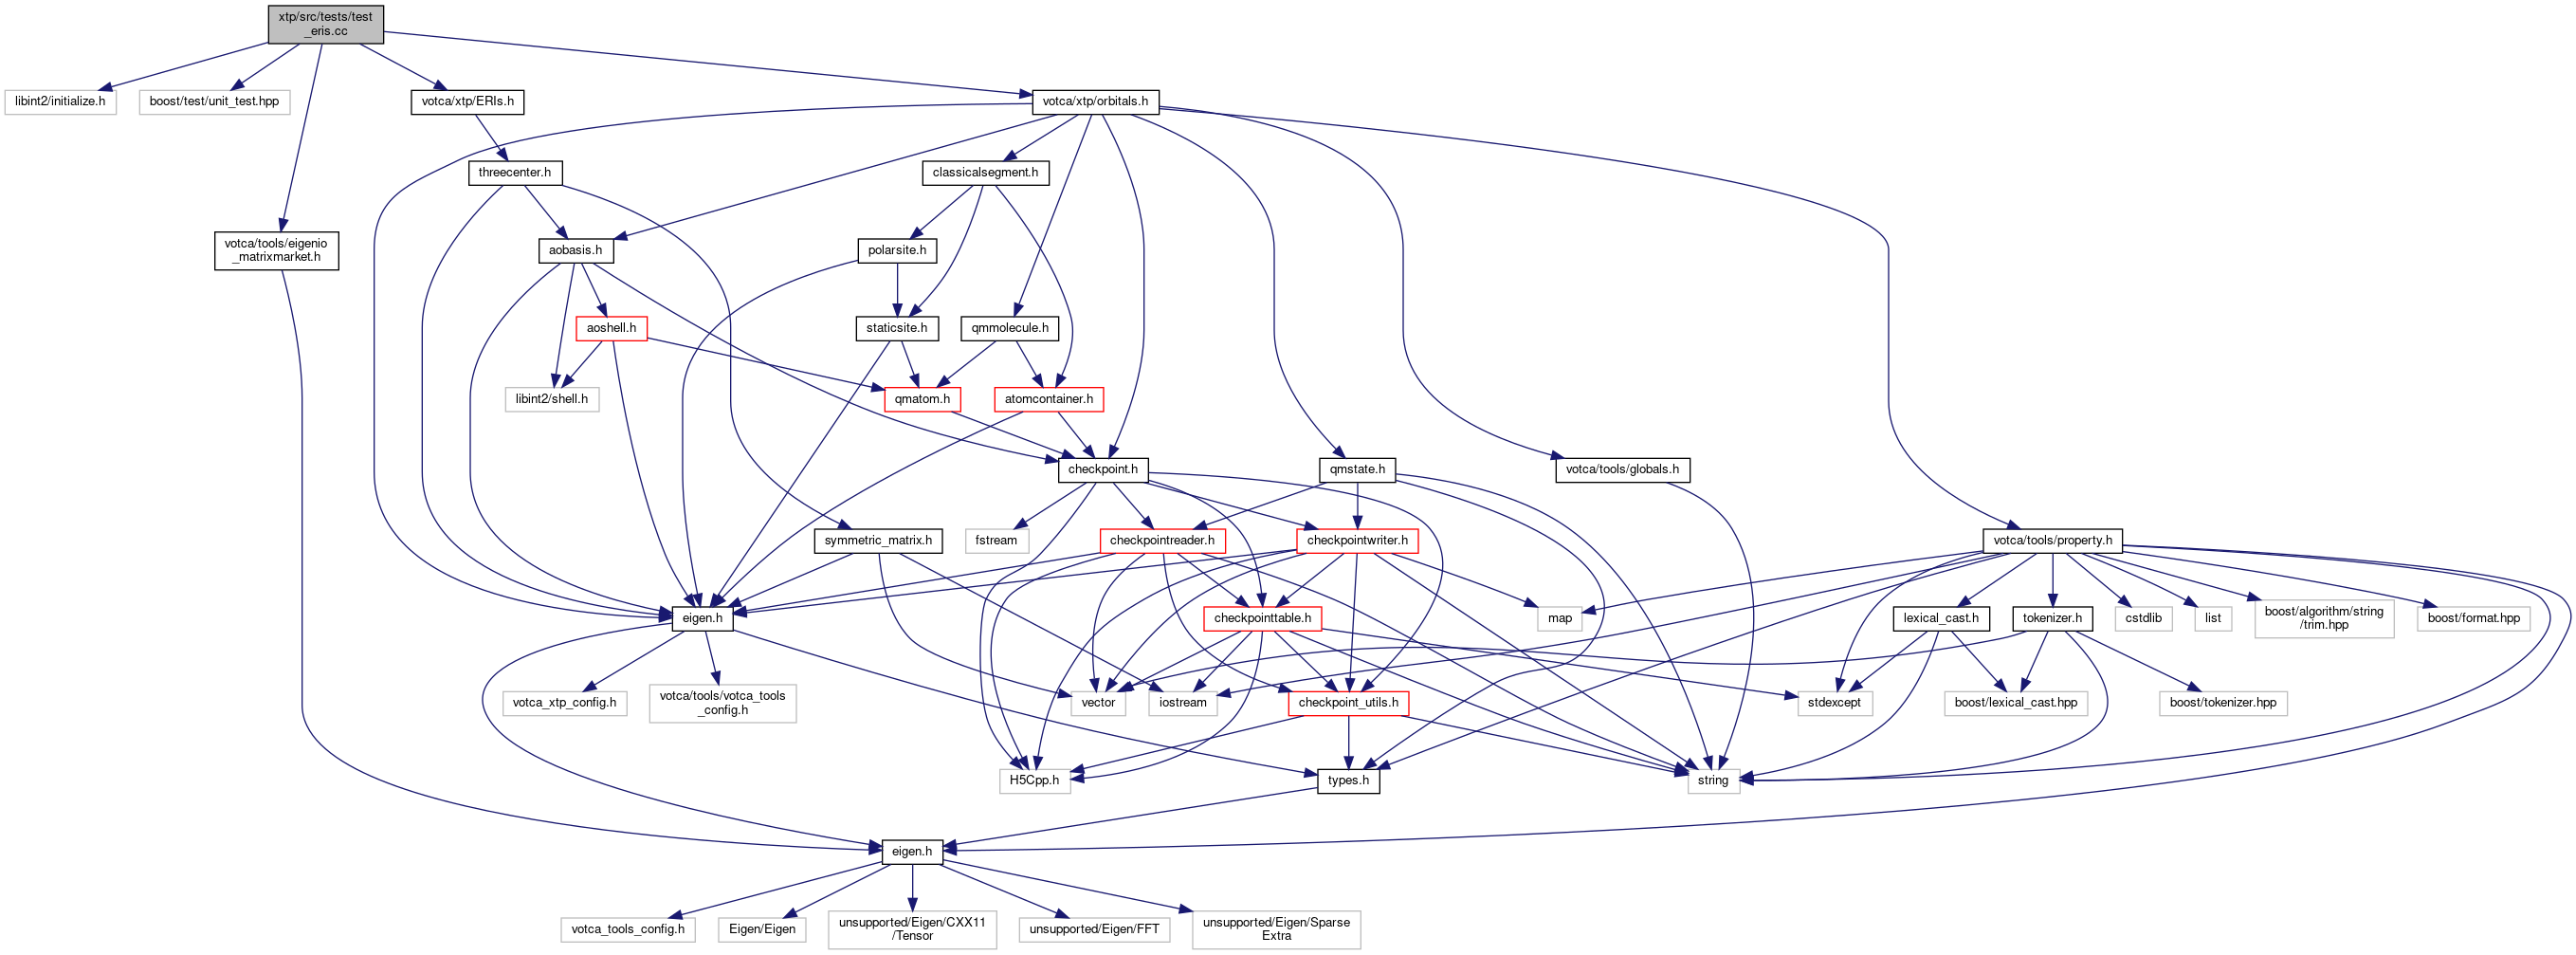 xtp/src/tests/test
_eris.cc
libint2/initialize.h
boost/test/unit_test.hpp
votca/xtp/ERIs.h
votca/xtp/orbitals.h
threecenter.h
classicalsegment.h
votca/tools/eigenio
_matrixmarket.h
aobasis.h
polarsite.h
aoshell.h
staticsite.h
qmmolecule.h
libint2/shell.h
qmatom.h
atomcontainer.h
checkpoint.h
qmstate.h
votca/tools/globals.h
symmetric_matrix.h
fstream
checkpointreader.h
checkpointwriter.h
votca/tools/property.h
eigen.h
checkpointtable.h
map
lexical_cast.h
tokenizer.h
cstdlib
list
boost/algorithm/string
/trim.hpp
boost/format.hpp
votca_xtp_config.h
votca/tools/votca_tools
_config.h
vector
iostream
checkpoint_utils.h
stdexcept
boost/lexical_cast.hpp
boost/tokenizer.hpp
H5Cpp.h
types.h
string
eigen.h
votca_tools_config.h
Eigen/Eigen
unsupported/Eigen/CXX11
/Tensor
unsupported/Eigen/FFT
unsupported/Eigen/Sparse
Extra